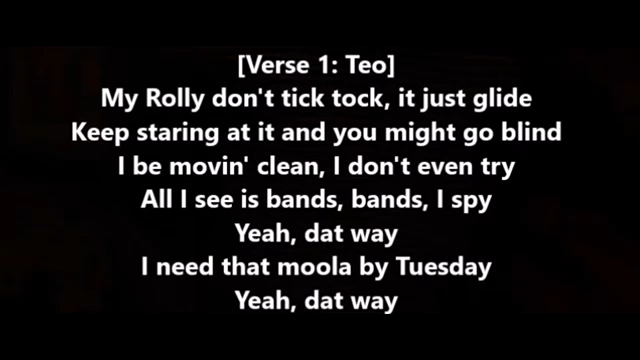 [Verse 1: Teo]
My Rolly don't tick tock, it just glide
Keep staring at it and you might go blind
I be movin' clean, I don't even try
All I see is bands, bands, I spy
Yeah, dat way
I need that moola by Tuesday
Yeah, dat way